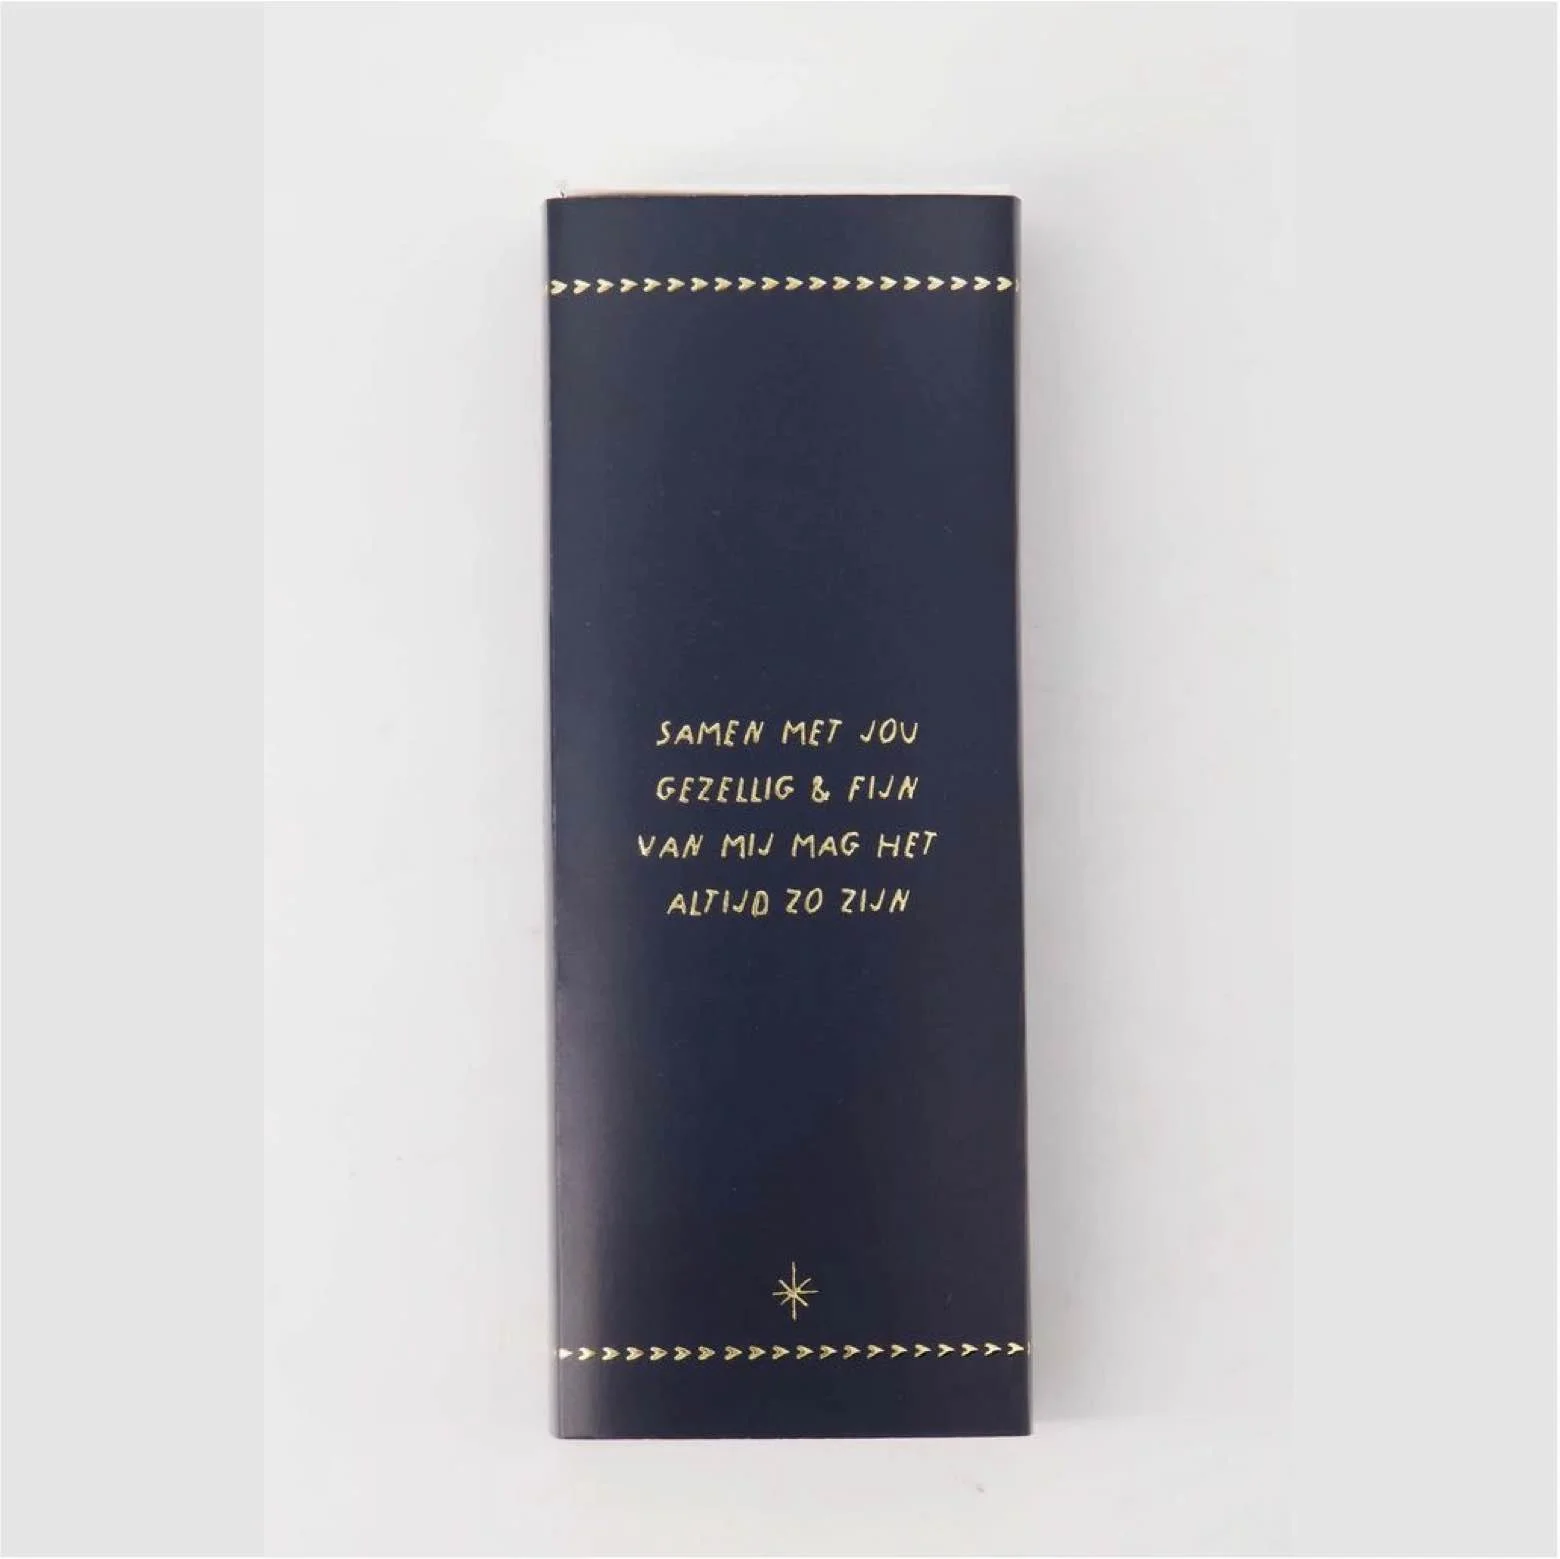 SAMEN MET JOU
GEZELLIG & FIJN
VAN MIJ MAG HET
ALTIJD ZO ZIJN